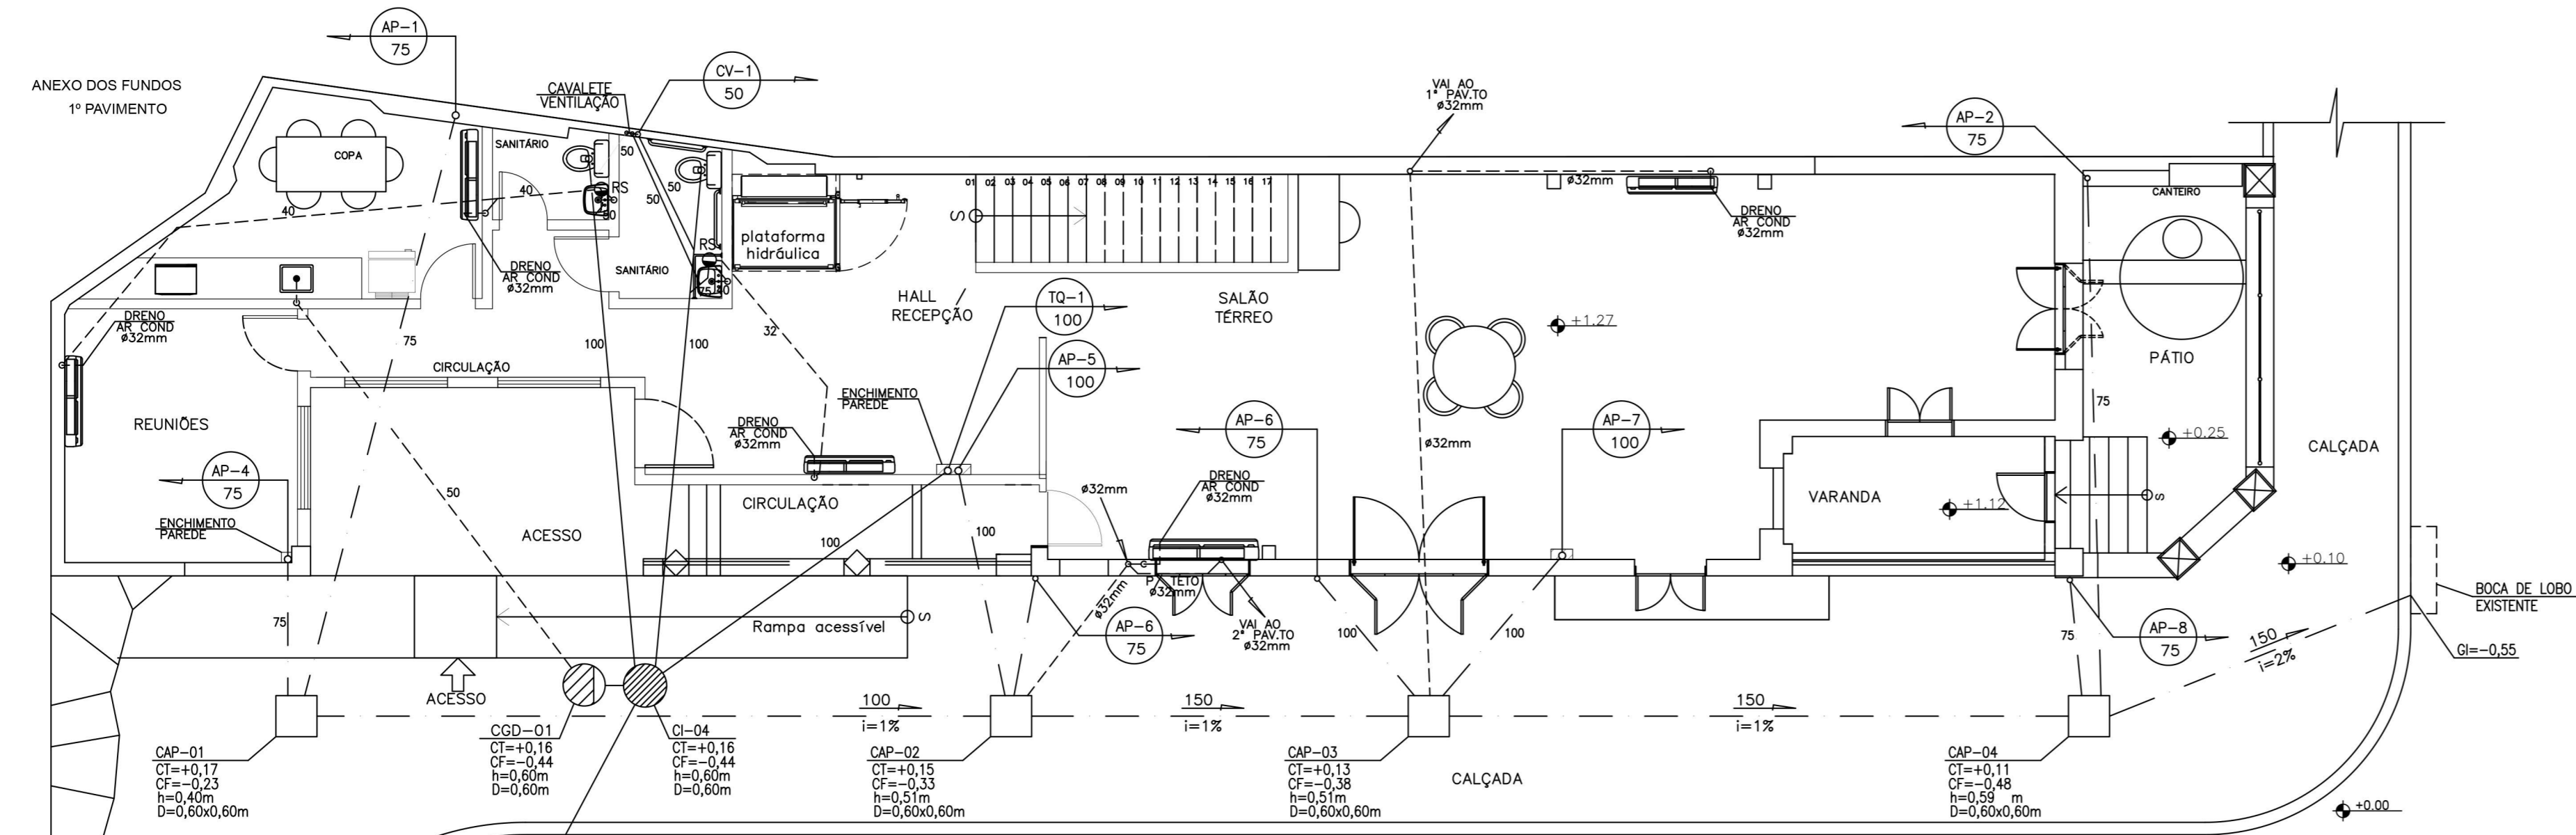 AP-1
75
ANEXO DOS FUNDOS
1º PAVIMENTO
CAVALETE
VENTILAÇÃO
CV-1
50
VAI AO
1° PAV.TO
ø32mm
AP-2
75
COPA
SANITÁRIO
50
RS
40
40
50
50
plataforma
hidráulica
01 02 03 04 05 06 07 08 09 10 11 12 13 14 15 16 17
S
ø32mm
DRENO
AR COND
ø32mm
CANTEIRO
DRENO
AR COND
ø32mm
SANITÁRIO
RS
75
40
HALL
RECEPÇÃO
SALÃO
TÉRREO
TQ-1
100
+1.27
PÁTIO
DRENO
AR COND
ø32mm
75
100
100
32
CIRCULAÇÃO
AP-5
100
ENCHIMENTO
PAREDE
REUNIÕES
DRENO
AR COND
ø32mm
AP-6
75
ø32mm
AP-7
100
75
+0.25
CALÇADA
AP-4
75
50
ENCHIMENTO
PAREDE
ACESSO
CIRCULAÇÃO
100
100
ø32mm
DRENO
AR COND
ø32mm
VARANDA
+1.12
S
+0.10
BOCA DE LOBO
EXISTENTE
P/ TETO
ø32mm
ø32mm
75
Rampa acessível
S
AP-6
75
VAI AO
2° PAV.TO
ø32mm
100
100
75
AP-8
75
150
i=2%
GI=-0,55
ACESSO
100
i=1%
150
i=1%
150
i=1%
CAP-01
CT=+0,17
CF=-0,23
h=0,40m
D=0,60x0,60m
CGD-01
CT=+0,16
CF=-0,44
h=0,60m
D=0,60m
CI-04
CT=+0,16
CF=-0,44
h=0,60m
D=0,60m
CAP-02
CT=+0,15
CF=-0,33
h=0,51m
D=0,60x0,60m
CAP-03
CT=+0,13
CF=-0,38
h=0,51m
D=0,60x0,60m
CALÇADA
CAP-04
CT=+0,11
CF=-0,48
h=0,59 m
D=0,60x0,60m
+0.00